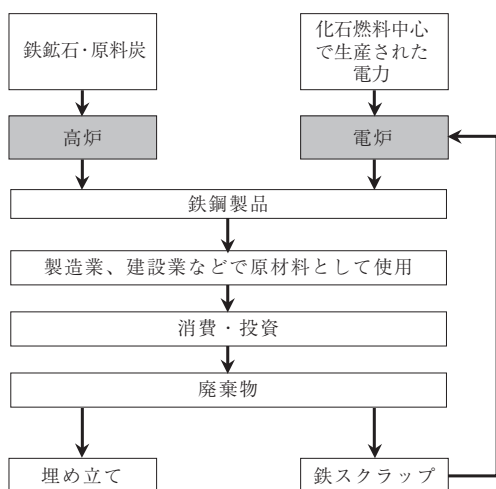 鉄鉱石・原料炭
化石燃料中心
で生産された
電力
高炉
電炉
鉄鋼製品
製造業、建設業などで原材料として使用
消費・投資
廃棄物
埋め立て
鉄スクラップ